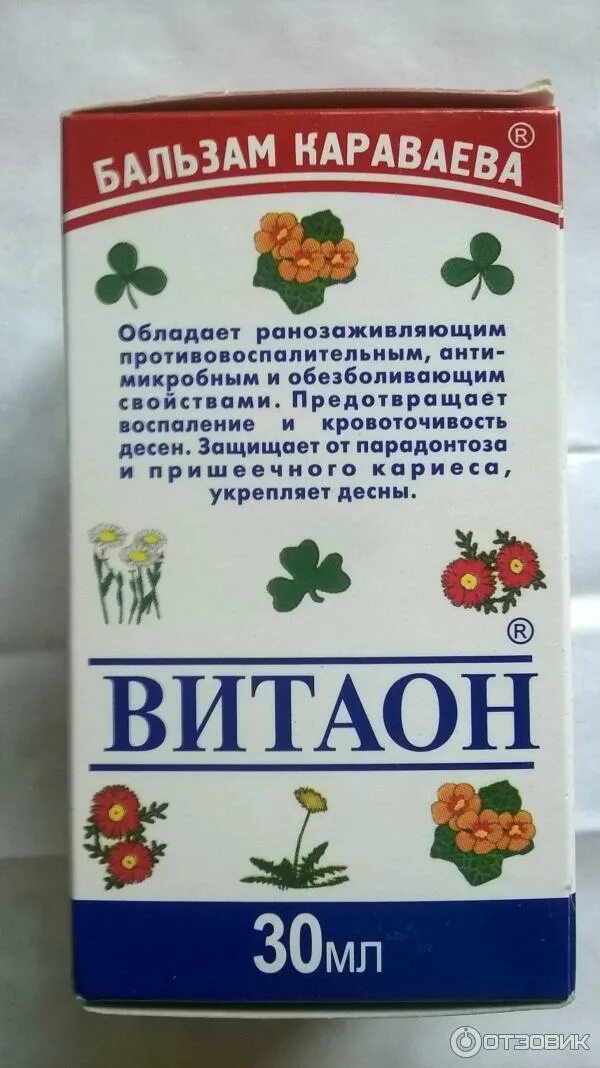 БАЛЬЗАМ КАРАВАЕВА®
Обладает ранозаживляющим
противовоспалительным, анти-
микробным и обезболивающим
свойствами. Предотвращает
воспаление и кровоточивость
десен. Защищает от парадонтоза
и пришеечного кариеса,
укрепляет десны.
®
ВИТАОН
30мл
ОТЗОВИК